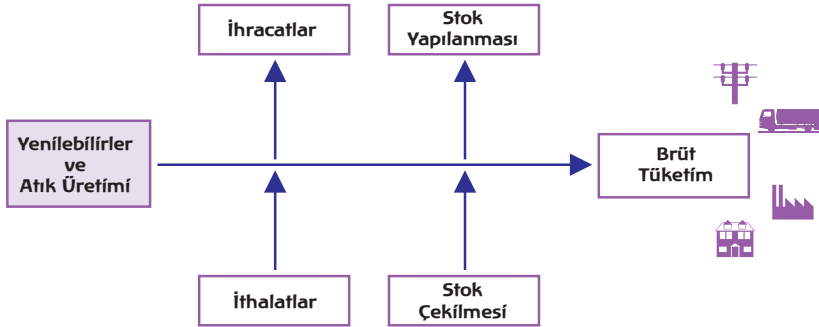 İhracatlar
Stok
Yapılanması
Yenilebilirler
ve
Atık Üretimi
Brüt
Tüketim
İthalatlar
Stok
Çekilmesi